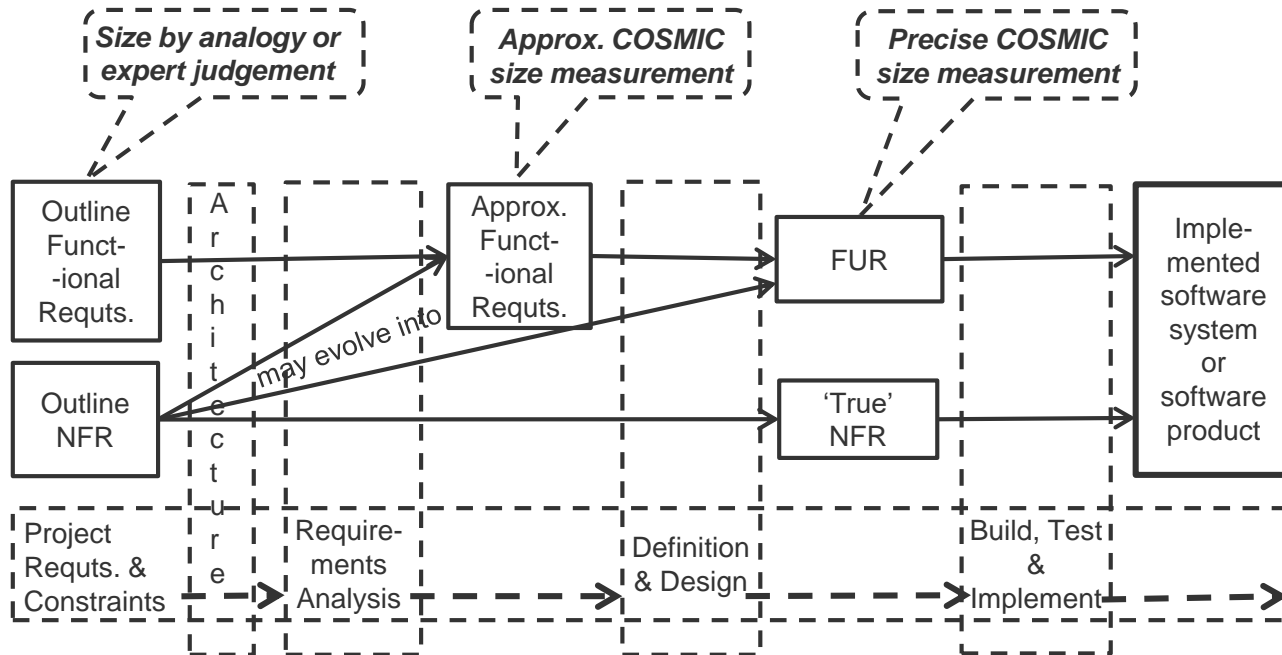 Size by analogy or
expert judgement
Approx. COSMIC
size measurement
Precise COSMIC
size measurement
Outline
Funct-
-ional
Requts.
Architecture
Approx.
Funct-
-ional
Requts.
FUR
Imple-
mented
software
system
or
software
product
may evolve into
Outline
NFR
‘True’
NFR
Project
Requts. &
Constraints
Require-
ments
Analysis
Definition
& Design
Build, Test
&
Implement